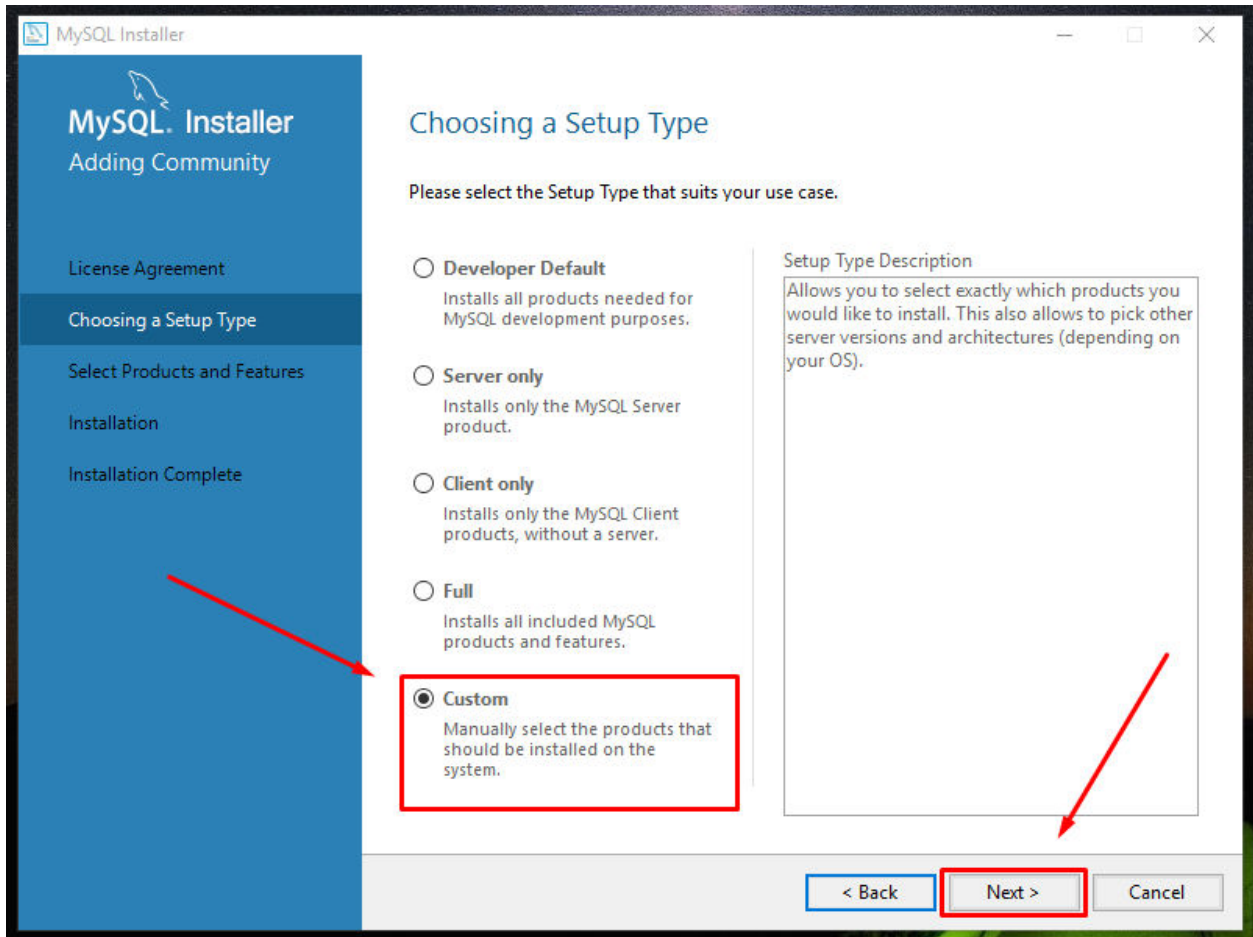 MySQL Installer
MySQL. Installer
Adding Community
License Agreement
Choosing a Setup Type
Select Products and Features
Installation
Installation Complete
Choosing a Setup Type
Please select the Setup Type that suits your use case.
Developer Default
Installs all products needed for
MySQL development purposes.
Server only
Installs only the MySQL Server
product.
Client only
Installs only the MySQL Client
products, without a server.
Full
Installs all included MySQL
products and features.
Custom
Manually select the products that
should be installed on the
system.
Setup Type Description
Allows you to select exactly which products you
would like to install. This also allows to pick other
server versions and architectures (depending on
your OS).
< Back
Next >
Cancel